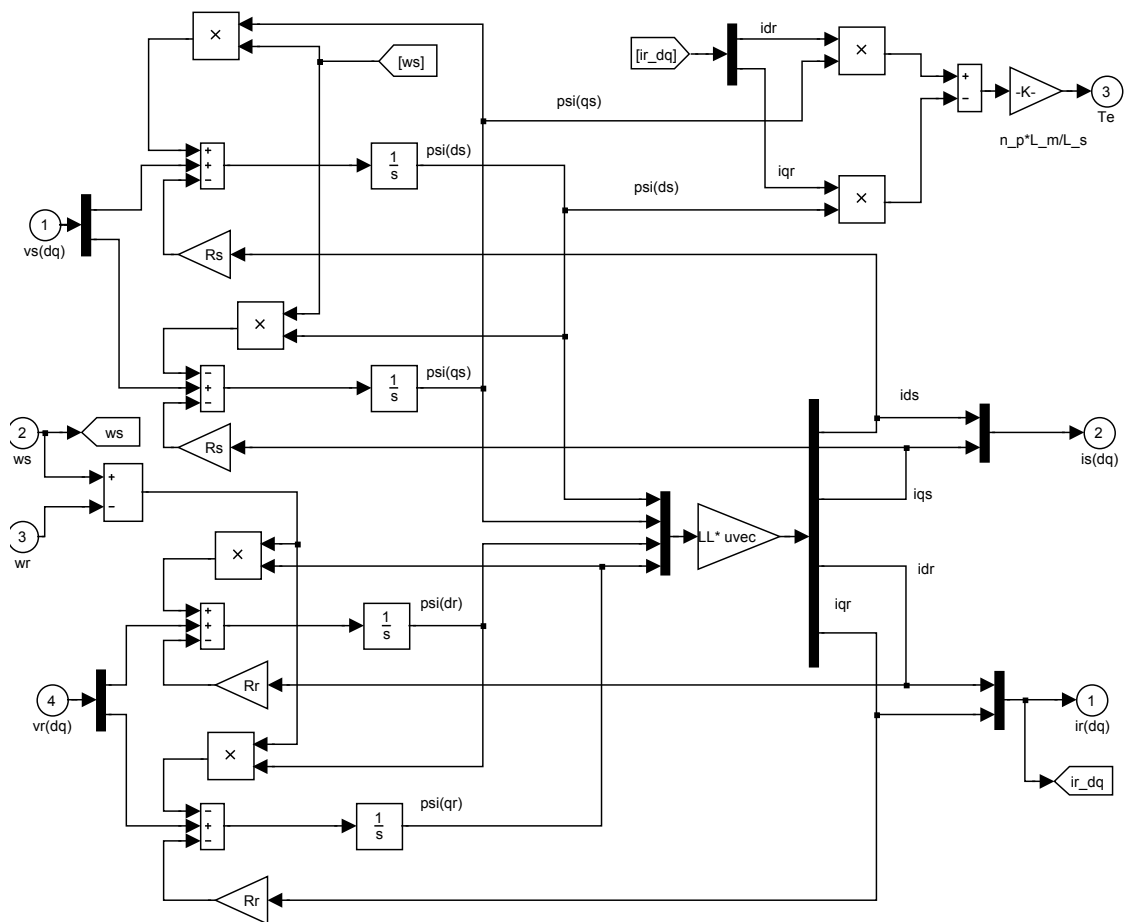 ×
[ws]
[ir_dq]
idr
×
+
−
-K-
3
Te
n_p*L_m/L_s
psi(qs)
iqr
×
psi(ds)
+
+
−
1
s
psi(ds)
1
vs(dq)
Rs
×
−
+
−
1
s
psi(qs)
Rs
2
ws
ws
+
−
3
wr
ids
2
is(dq)
iqs
LL* uvec
idr
iqr
×
+
+
−
1
s
psi(dr)
Rr
4
vr(dq)
×
−
+
−
1
s
psi(qr)
Rr
1
ir(dq)
ir_dq